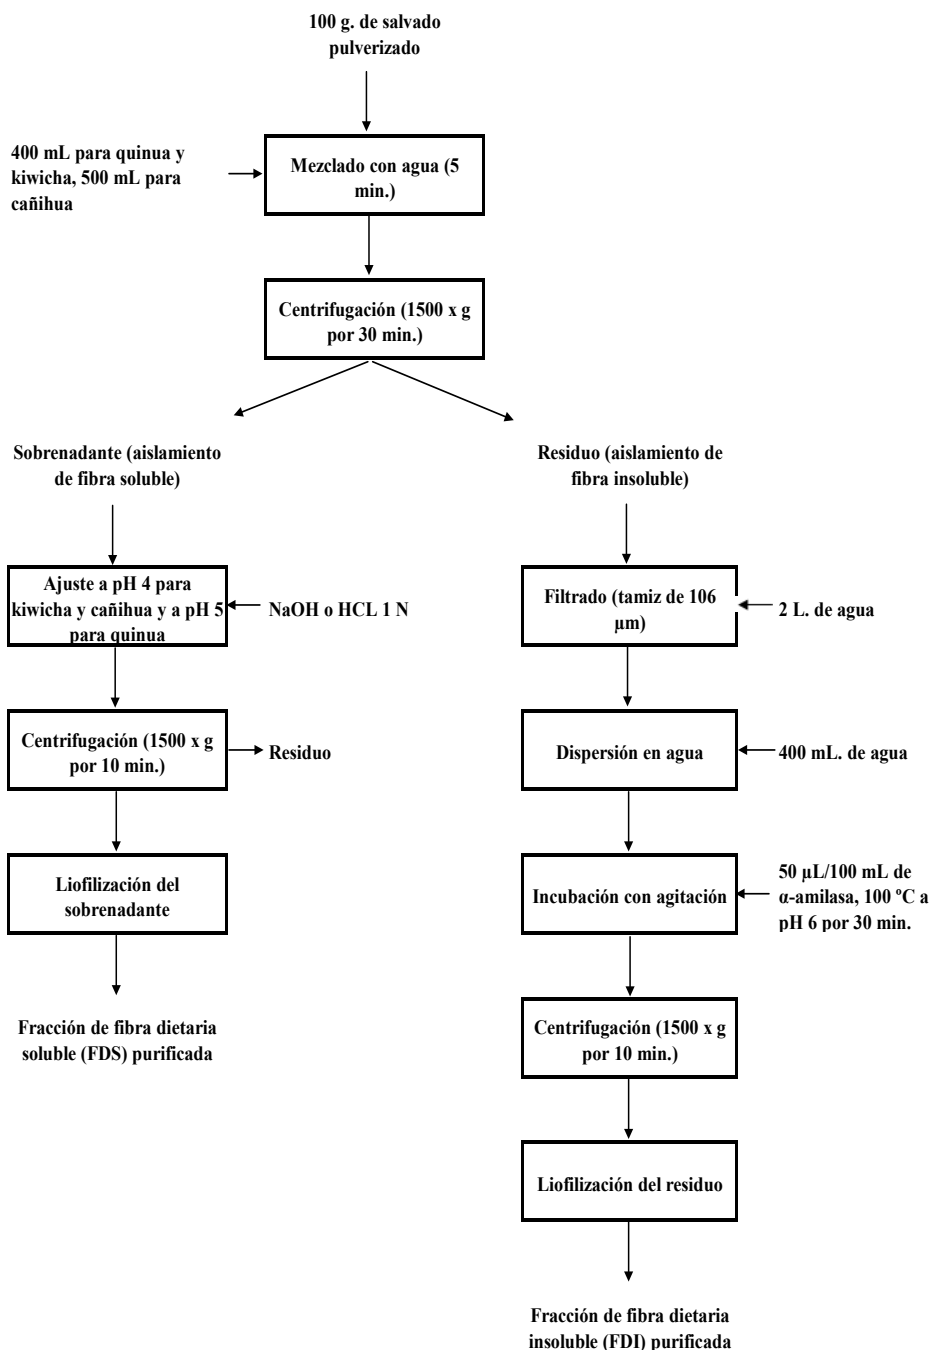 100 g. de salvado
pulverizado
400 mL para quinua y
kiwicha, 500 mL para
cañihua
Mezclado con agua (5
min.)
Centrifugación (1500 x g
por 30 min.)
Sobrenadante (aislamiento
de fibra soluble)
Ajuste a pH 4 para
kiwicha y cañihua y a pH 5
para quinua
NaOH o HCL 1 N
Centrifugación (1500 x g
por 10 min.)
Residuo
Liofilización del
sobrenadante
Fracción de fibra dietaria
soluble (FDS) purificada
Residuo (aislamiento de
fibra insoluble)
Filtrado (tamiz de 106
µm)
2 L. de agua
Dispersión en agua
400 mL. de agua
Incubación con agitación
50 µL/100 mL de
α-amilasa, 100 ºC a
pH 6 por 30 min.
Centrifugación (1500 x g
por 10 min.)
Liofilización del residuo
Fracción de fibra dietaria
insoluble (FDI) purificada